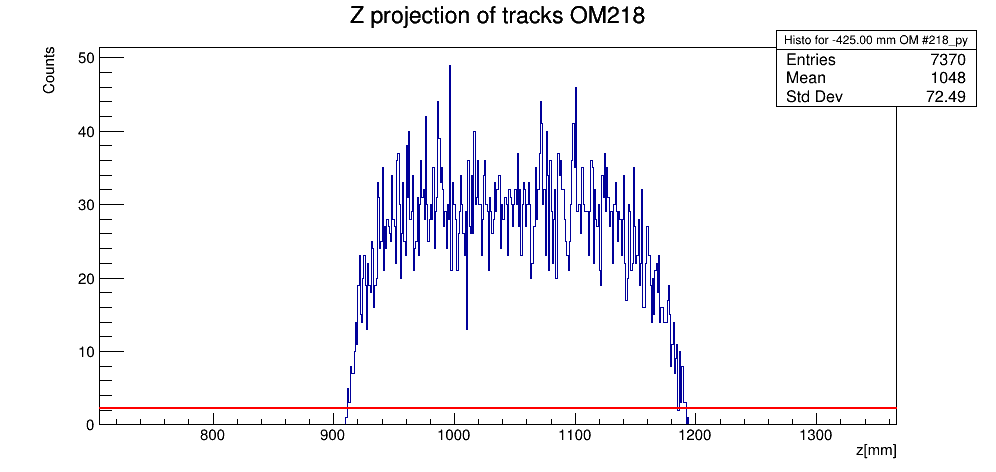 Z projection of tracks OM218
Histo for -425.00 mm OM #218_py
Entries 7370
Mean 1048
Std Dev 72.49
Counts
50
40
30
20
10
0
800 900 1000 1100 1200 1300
z[mm]